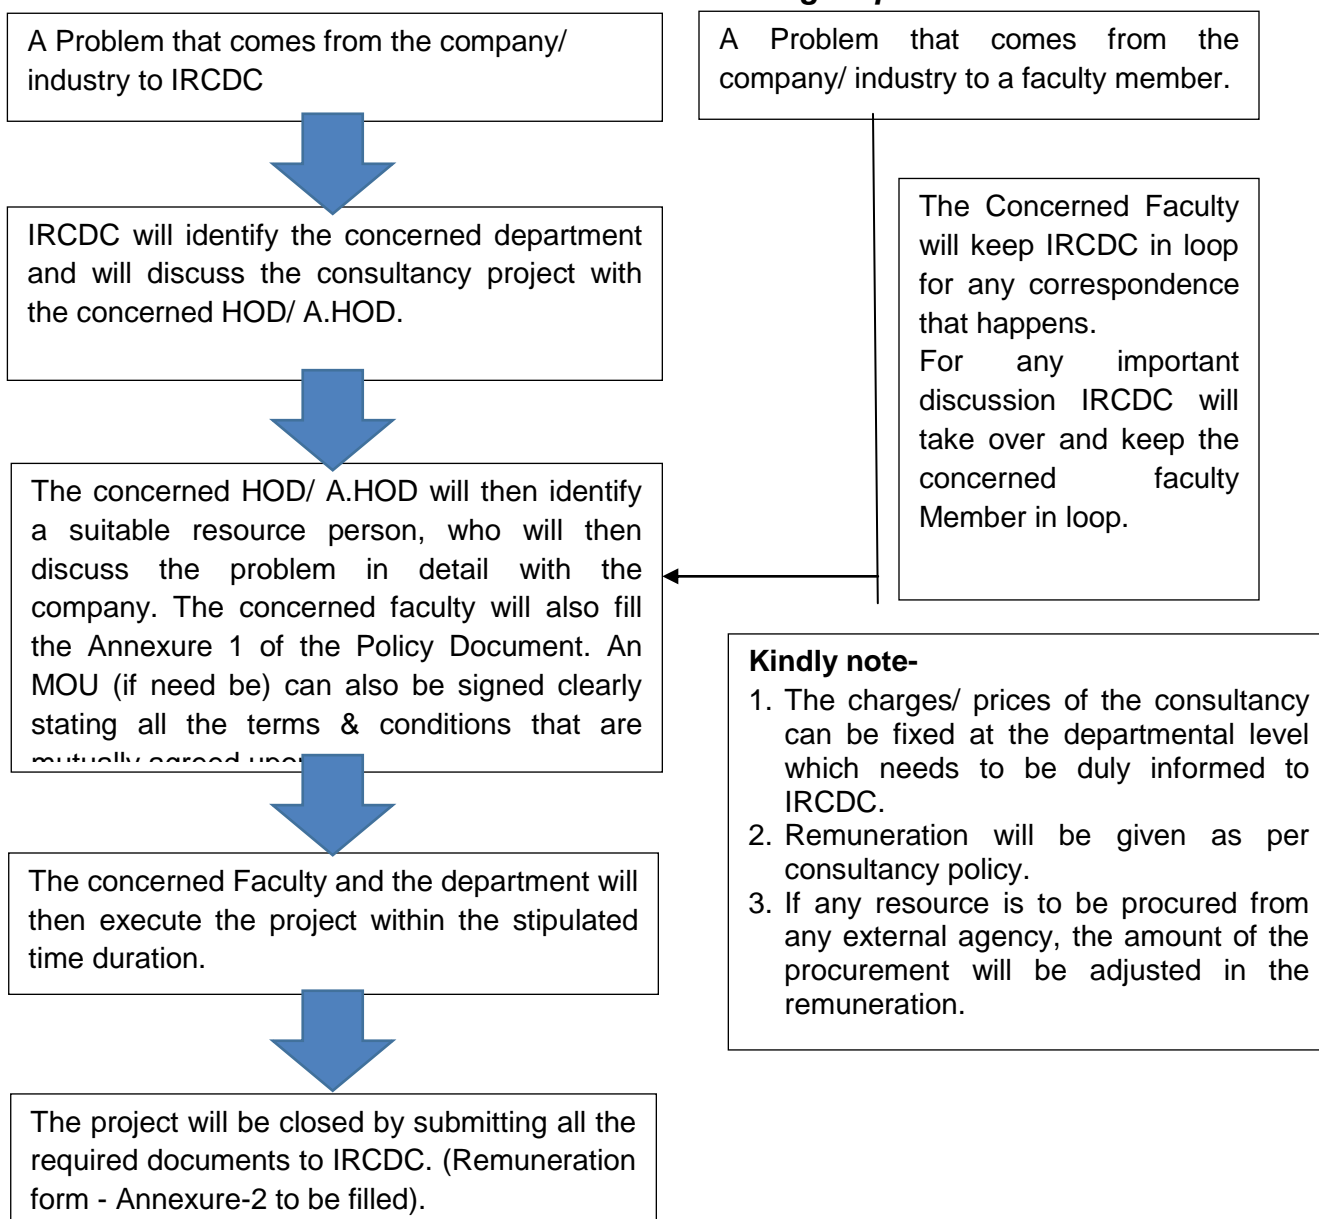 A Problem that comes from the company/
industry to IRCDC
A Problem that comes from the
company/ industry to a faculty member.
IRCDC will identify the concerned department
and will discuss the consultancy project with
the concerned HOD/ A.HOD.
The Concerned Faculty
will keep IRCDC in loop
for any correspondence
that happens.
For any important
discussion IRCDC will
take over and keep the
concerned faculty
Member in loop.
The concerned HOD/ A.HOD will then identify
a suitable resource person, who will then
discuss the problem in detail with the
company. The concerned faculty will also fill
the Annexure 1 of the Policy Document. An
MOU (if need be) can also be signed clearly
stating all the terms & conditions that are
mutually agreed upon
Kindly note-
1. The charges/ prices of the consultancy
can be fixed at the departmental level
which needs to be duly informed to
IRCDC.
2. Remuneration will be given as per
consultancy policy.
3. If any resource is to be procured from
any external agency, the amount of the
procurement will be adjusted in the
remuneration.
The concerned Faculty and the department will
then execute the project within the stipulated
time duration.
The project will be closed by submitting all the
required documents to IRCDC. (Remuneration
form - Annexure-2 to be filled).